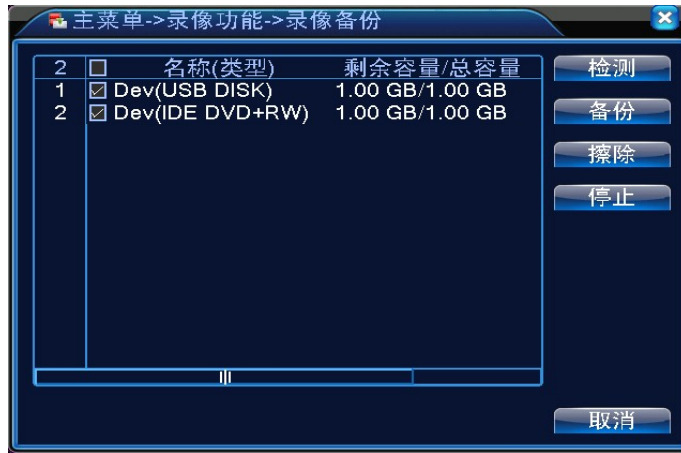 主菜单->录像功能->录像备份
2 名称(类型) 剩余容量/总容量
1 Dev(USB DISK) 1.00 GB/1.00 GB
2 Dev(IDE DVD+RW) 1.00 GB/1.00 GB
检测
备份
擦除
停止
取消